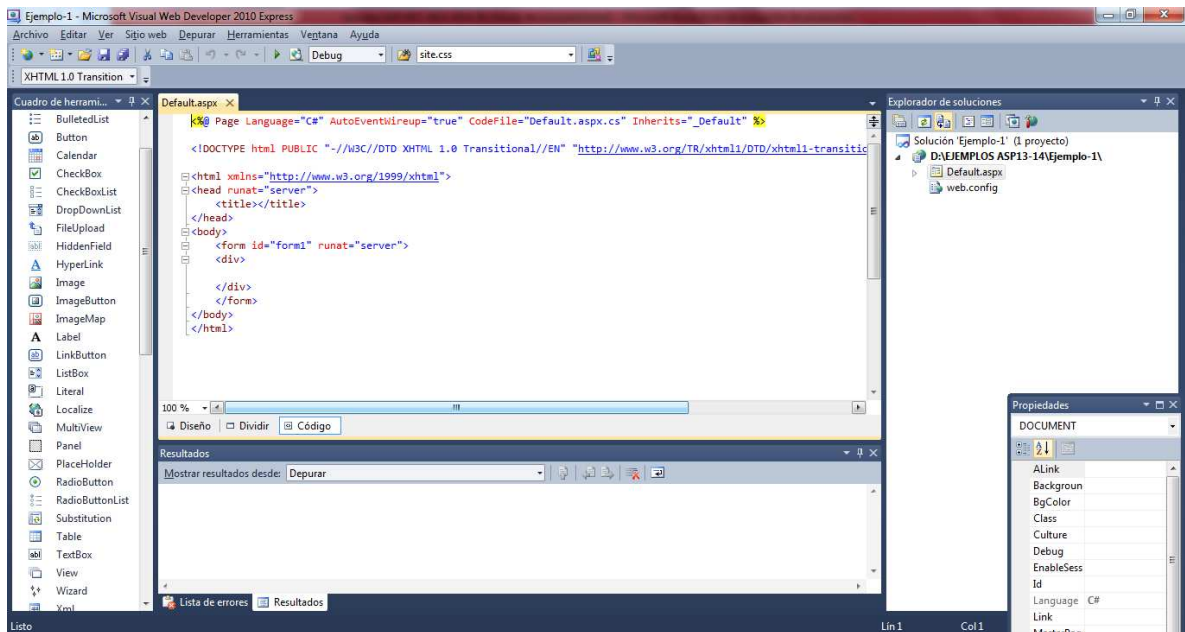 Ejemplo-1 - Microsoft Visual Web Developer 2010 Express
Archivo Editar Ver Sitio web Depurar Herramientas Ventana Ayuda
Debug site.css
XHTML 1.0 Transition
Cuadro de herrami...
BulletedList
Button
Calendar
CheckBox
CheckBoxList
DropDownList
FileUpload
HiddenField
HyperLink
Image
ImageButton
ImageMap
Label
LinkButton
ListBox
Literal
Localize
MultiView
Panel
PlaceHolder
RadioButton
RadioButtonList
Substitution
Table
TextBox
View
Wizard
Xml
Default.aspx
<%@ Page Language="C#" AutoEventWireup="true" CodeFile="Default.aspx.cs" Inherits="_Default" %>
<!DOCTYPE html PUBLIC "-//W3C//DTD XHTML 1.0 Transitional//EN" "http://www.w3.org/TR/xhtml1/DTD/xhtml1-transitic
<html xmlns="http://www.w3.org/1999/xhtml">
<head runat="server">
<title></title>
</head>
<body>
<form id="form1" runat="server">
<div>
</div>
</form>
</body>
</html>
100 %
Diseño Dividir Código
Resultados
Mostrar resultados desde: Depurar
Lista de errores Resultados
Explorador de soluciones
Solución 'Ejemplo-1' (1 proyecto)
D:\EJEMPLOS ASP13-14\Ejemplo-1\
Default.aspx
web.config
Propiedades
DOCUMENT
ALink
Backgroun
BgColor
Class
Culture
Debug
EnableSess
Id
Language C#
Link
Listo Lín 1 Col 1